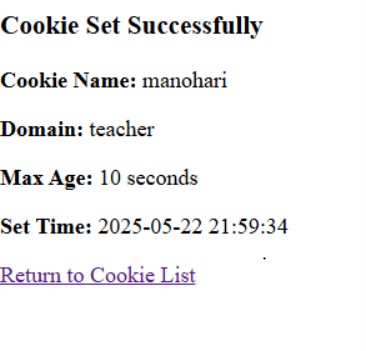 Cookie Set Successfully
Cookie Name: manohari
Domain: teacher
Max Age: 10 seconds
Set Time: 2025-05-22 21:59:34
Return to Cookie List